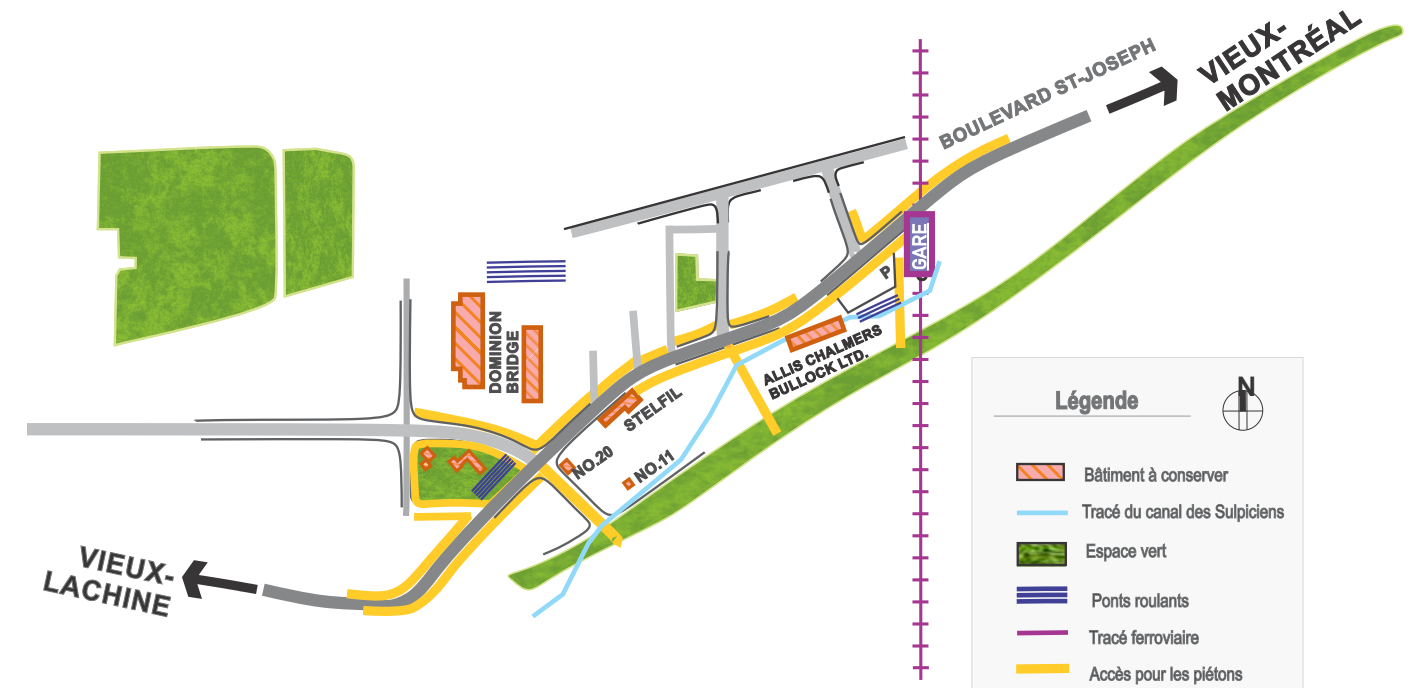 VIEUX-
MONTRÉAL
BOULEVARD ST-JOSEPH
GARE
P
DOMINION
BRIDGE
ALLIS CHALMERS
BULLOCK LTD.
STELFIL
NO.20
NO.11
VIEUX-
LACHINE
Légende
N
Bâtiment à conserver
Tracé du canal des Sulpiciens
Espace vert
Ponts roulants
Tracé ferroviaire
Accès pour les piétons